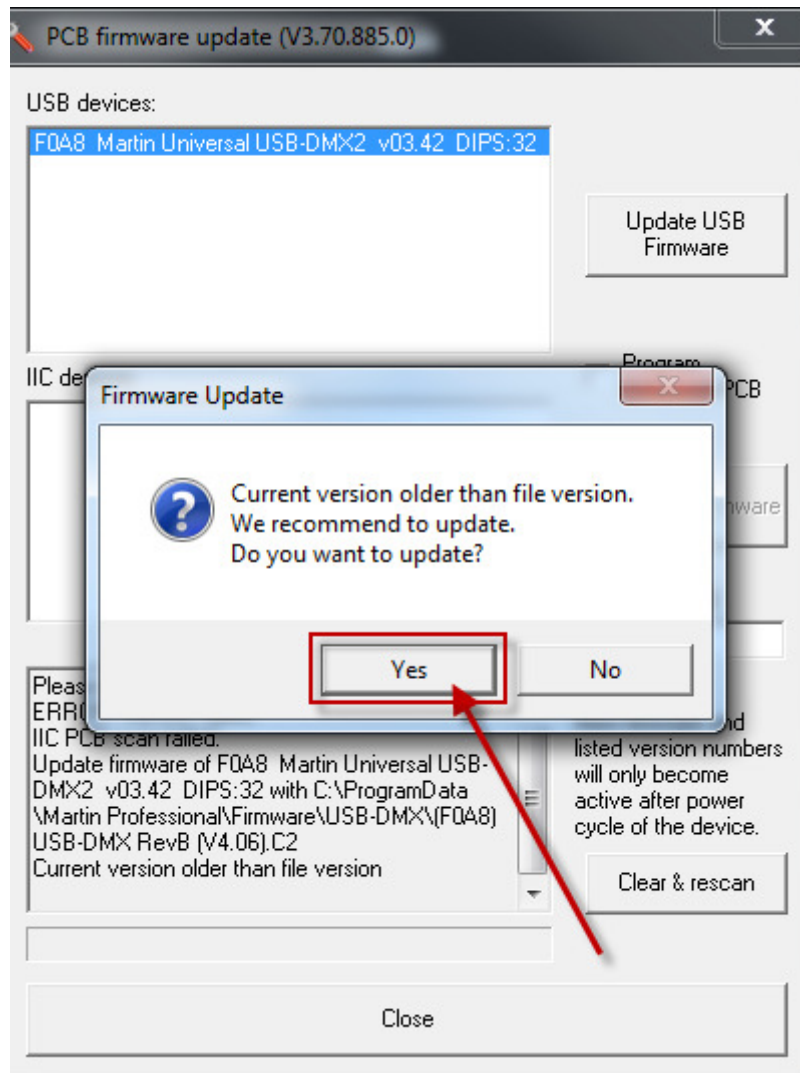 PCB firmware update (V3.70.885.0)
USB devices:
F0A8 Martin Universal USB-DMX2 v03.42 DIPS:32
Update USB
Firmware
Program
IIC
PCB
Firmware Update
Current version older than file version.
We recommend to update.
Do you want to update?
Yes
No
IIC PCB scan failed.
Update firmware of F0A8 Martin Universal USB-
DMX2 v03.42 DIPS:32 with C:\ProgramData
\Martin Professional\Firmware\USB-DMX\(F0A8)
USB-DMX RevB (V4.06).C2
Current version older than file version
listed version numbers
will only become
active after power
cycle of the device.
Clear & rescan
Close